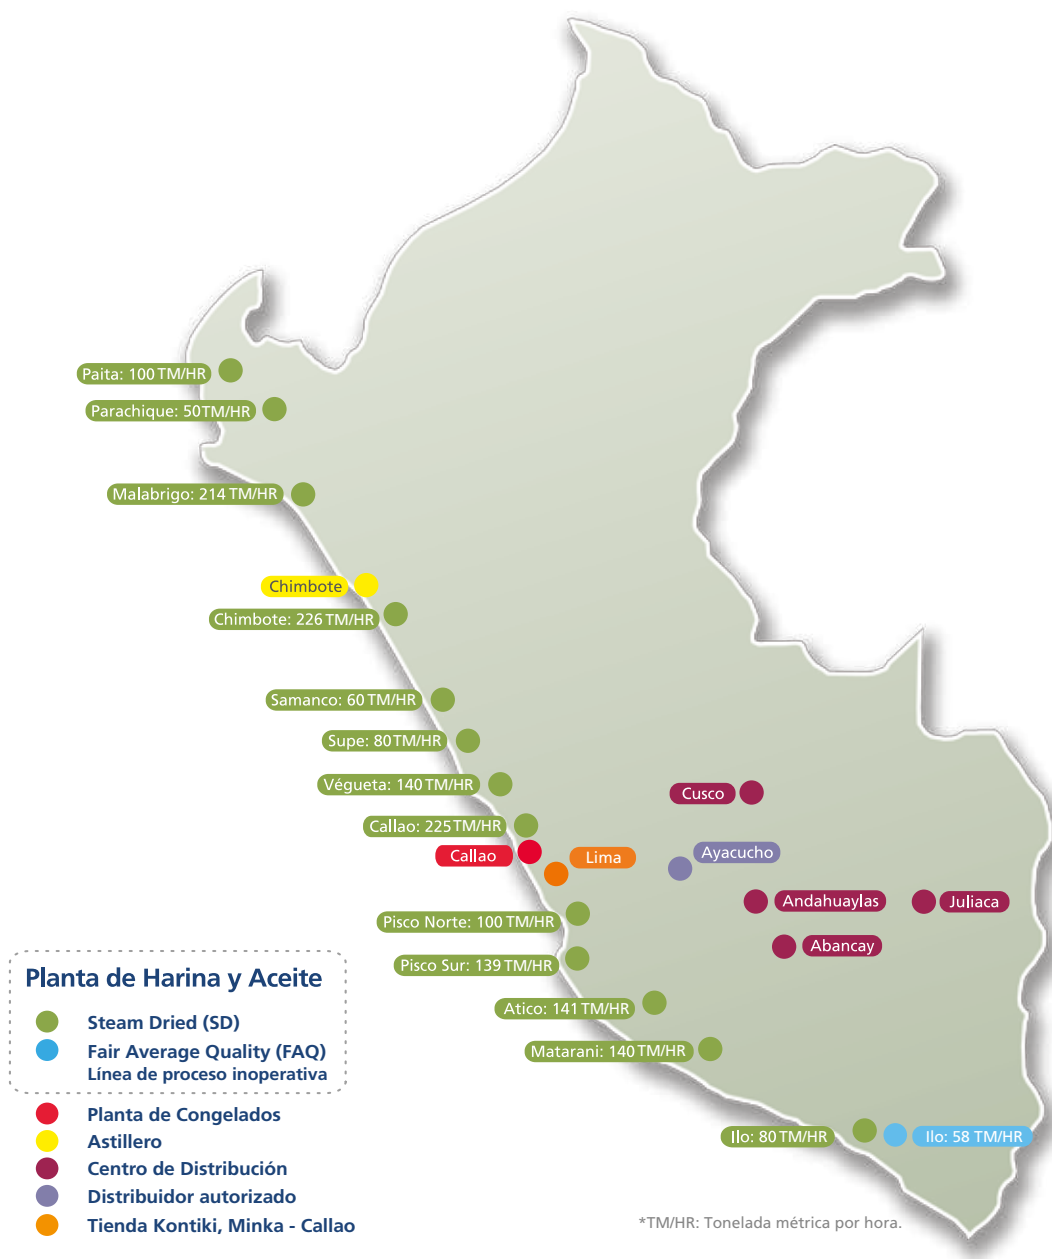 Paita: 100 TM/HR
Parachique: 50TM/HR
Malabrigo: 214 TM/HR
Chimbote
Chimbote: 226 TM/HR
Samanco: 60 TM/HR
Supe: 80TM/HR
Végueta: 140 TM/HR
Cusco
Callao: 225 TM/HR
Callao
Lima
Ayacucho
Andahuaylas
Juliaca
Pisco Norte: 100 TM/HR
Abancay
Pisco Sur: 139 TM/HR
Atico: 141 TM/HR
Matarani: 140 TM/HR
Ilo: 80 TM/HR
Ilo: 58 TM/HR
Planta de Harina y Aceite
Steam Dried (SD)
Fair Average Quality (FAQ)
Línea de proceso inoperativa
Planta de Congelados
Astillero
Centro de Distribución
Distribuidor autorizado
Tienda Kontiki, Minka - Callao
*TM/HR: Tonelada métrica por hora.